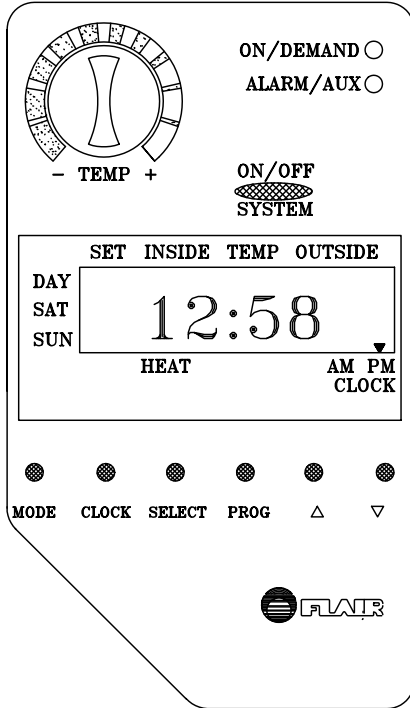 ON/DEMAND
ALARM/AUX
- TEMP +
ON/OFF
SYSTEM
SET INSIDE TEMP OUTSIDE
DAY
SAT
SUN
12:58
HEAT
AM PM
CLOCK
MODE CLOCK SELECT PROG △ ▽
FLAIR